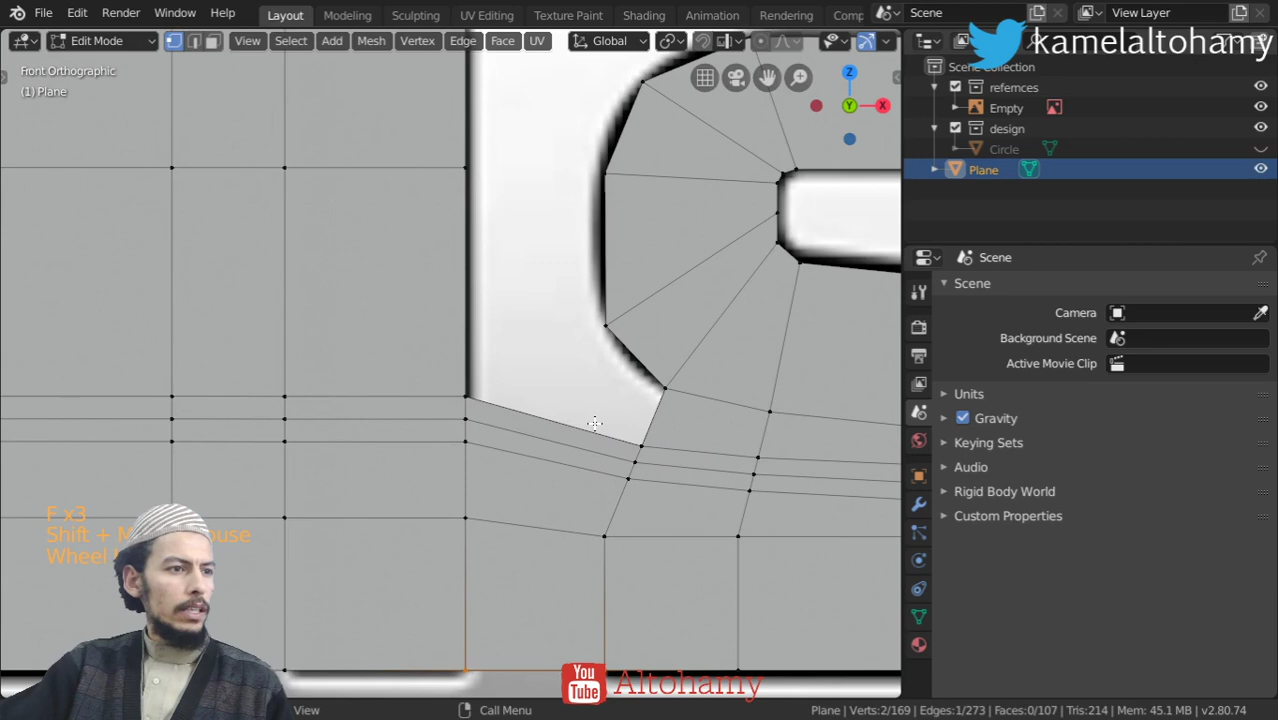 File Edit Render Window Help Layout Modeling Sculpting UV Editing Texture Paint Shading Animation Rendering Comp Scene View Layer
kamelaltohamy
Edit Mode View Select Add Mesh Vertex Edge Face UV Global
Front Orthographic
(1) Plane
Z
X
Y
Scene Collection
refemces
Empty
design
Circle
Plane
Scene
Scene
Camera
Background Scene
Active Movie Clip
Units
Gravity
Keying Sets
Audio
Rigid Body World
Custom Properties
F x3
Shift + M
ouse
Wheel
You
Tube
Altohamy
View Call Menu Plane | Verts:2/169 | Edges:1/273 | Faces:0/107 | Tris:214 | Mem: 45.1 MB | v2.80.74